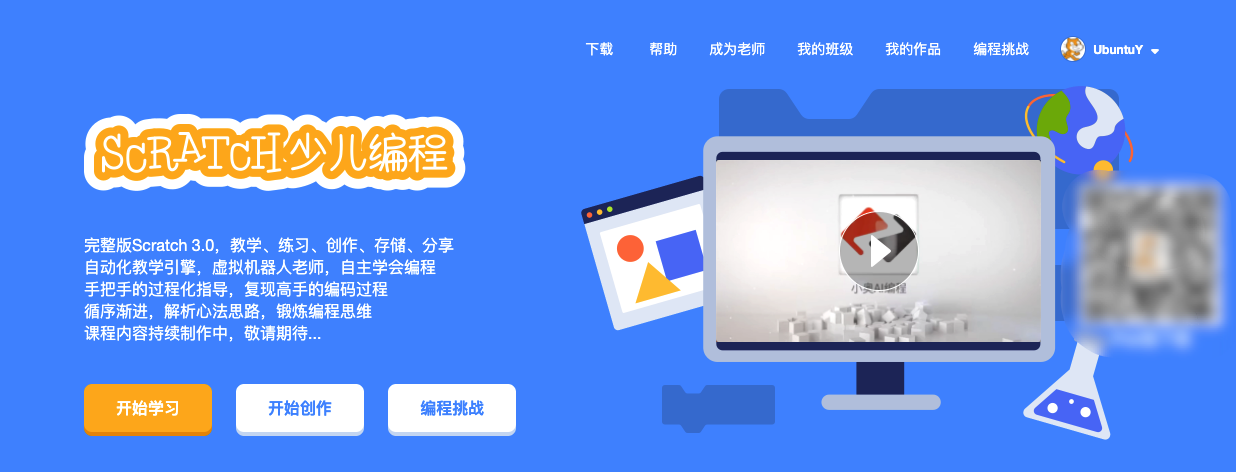 下载 帮助 成为老师 我的班级 我的作品 编程挑战 UbuntuY
SCRATCH少儿编程
完整版Scratch 3.0，教学、练习、创作、存储、分享
自动化教学引擎，虚拟机器人老师，自主学会编程
手把手的过程化指导，复现高手的编码过程
循序渐进，解析心法思路，锻炼编程思维
课程内容持续制作中，敬请期待...
开始学习 开始创作 编程挑战